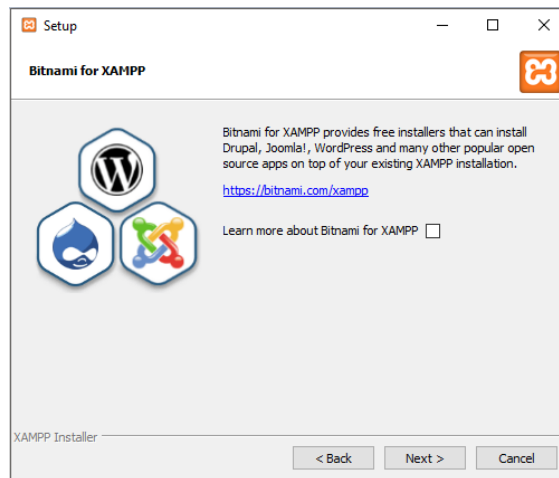 Setup
Bitnami for XAMPP
Bitnami for XAMPP provides free installers that can install
Drupal, Joomla!, WordPress and many other popular open
source apps on top of your existing XAMPP installation.
https://bitnami.com/xampp
Learn more about Bitnami for XAMPP
XAMPP Installer
< Back
Next >
Cancel